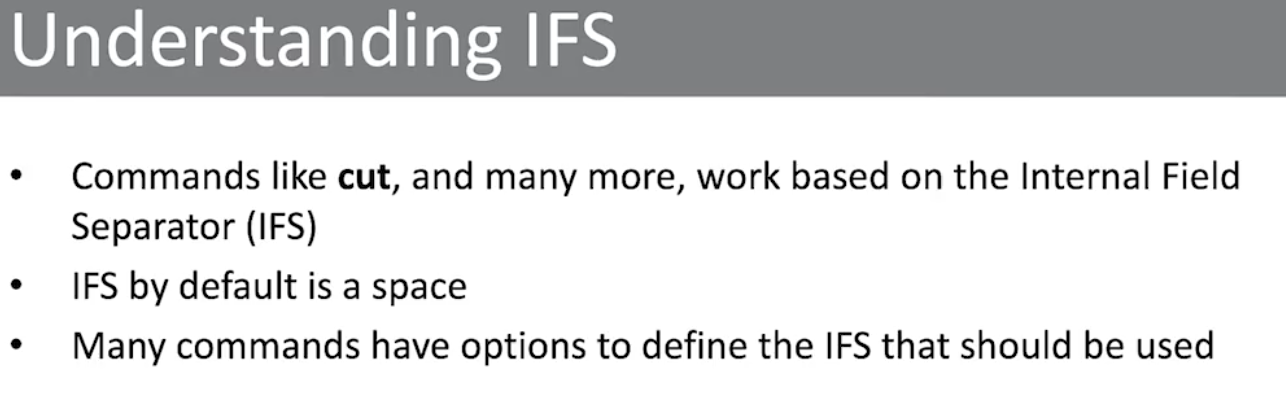 Understanding IFS
• Commands like cut, and many more, work based on the Internal Field
Separator (IFS)
• IFS by default is a space
• Many commands have options to define the IFS that should be used